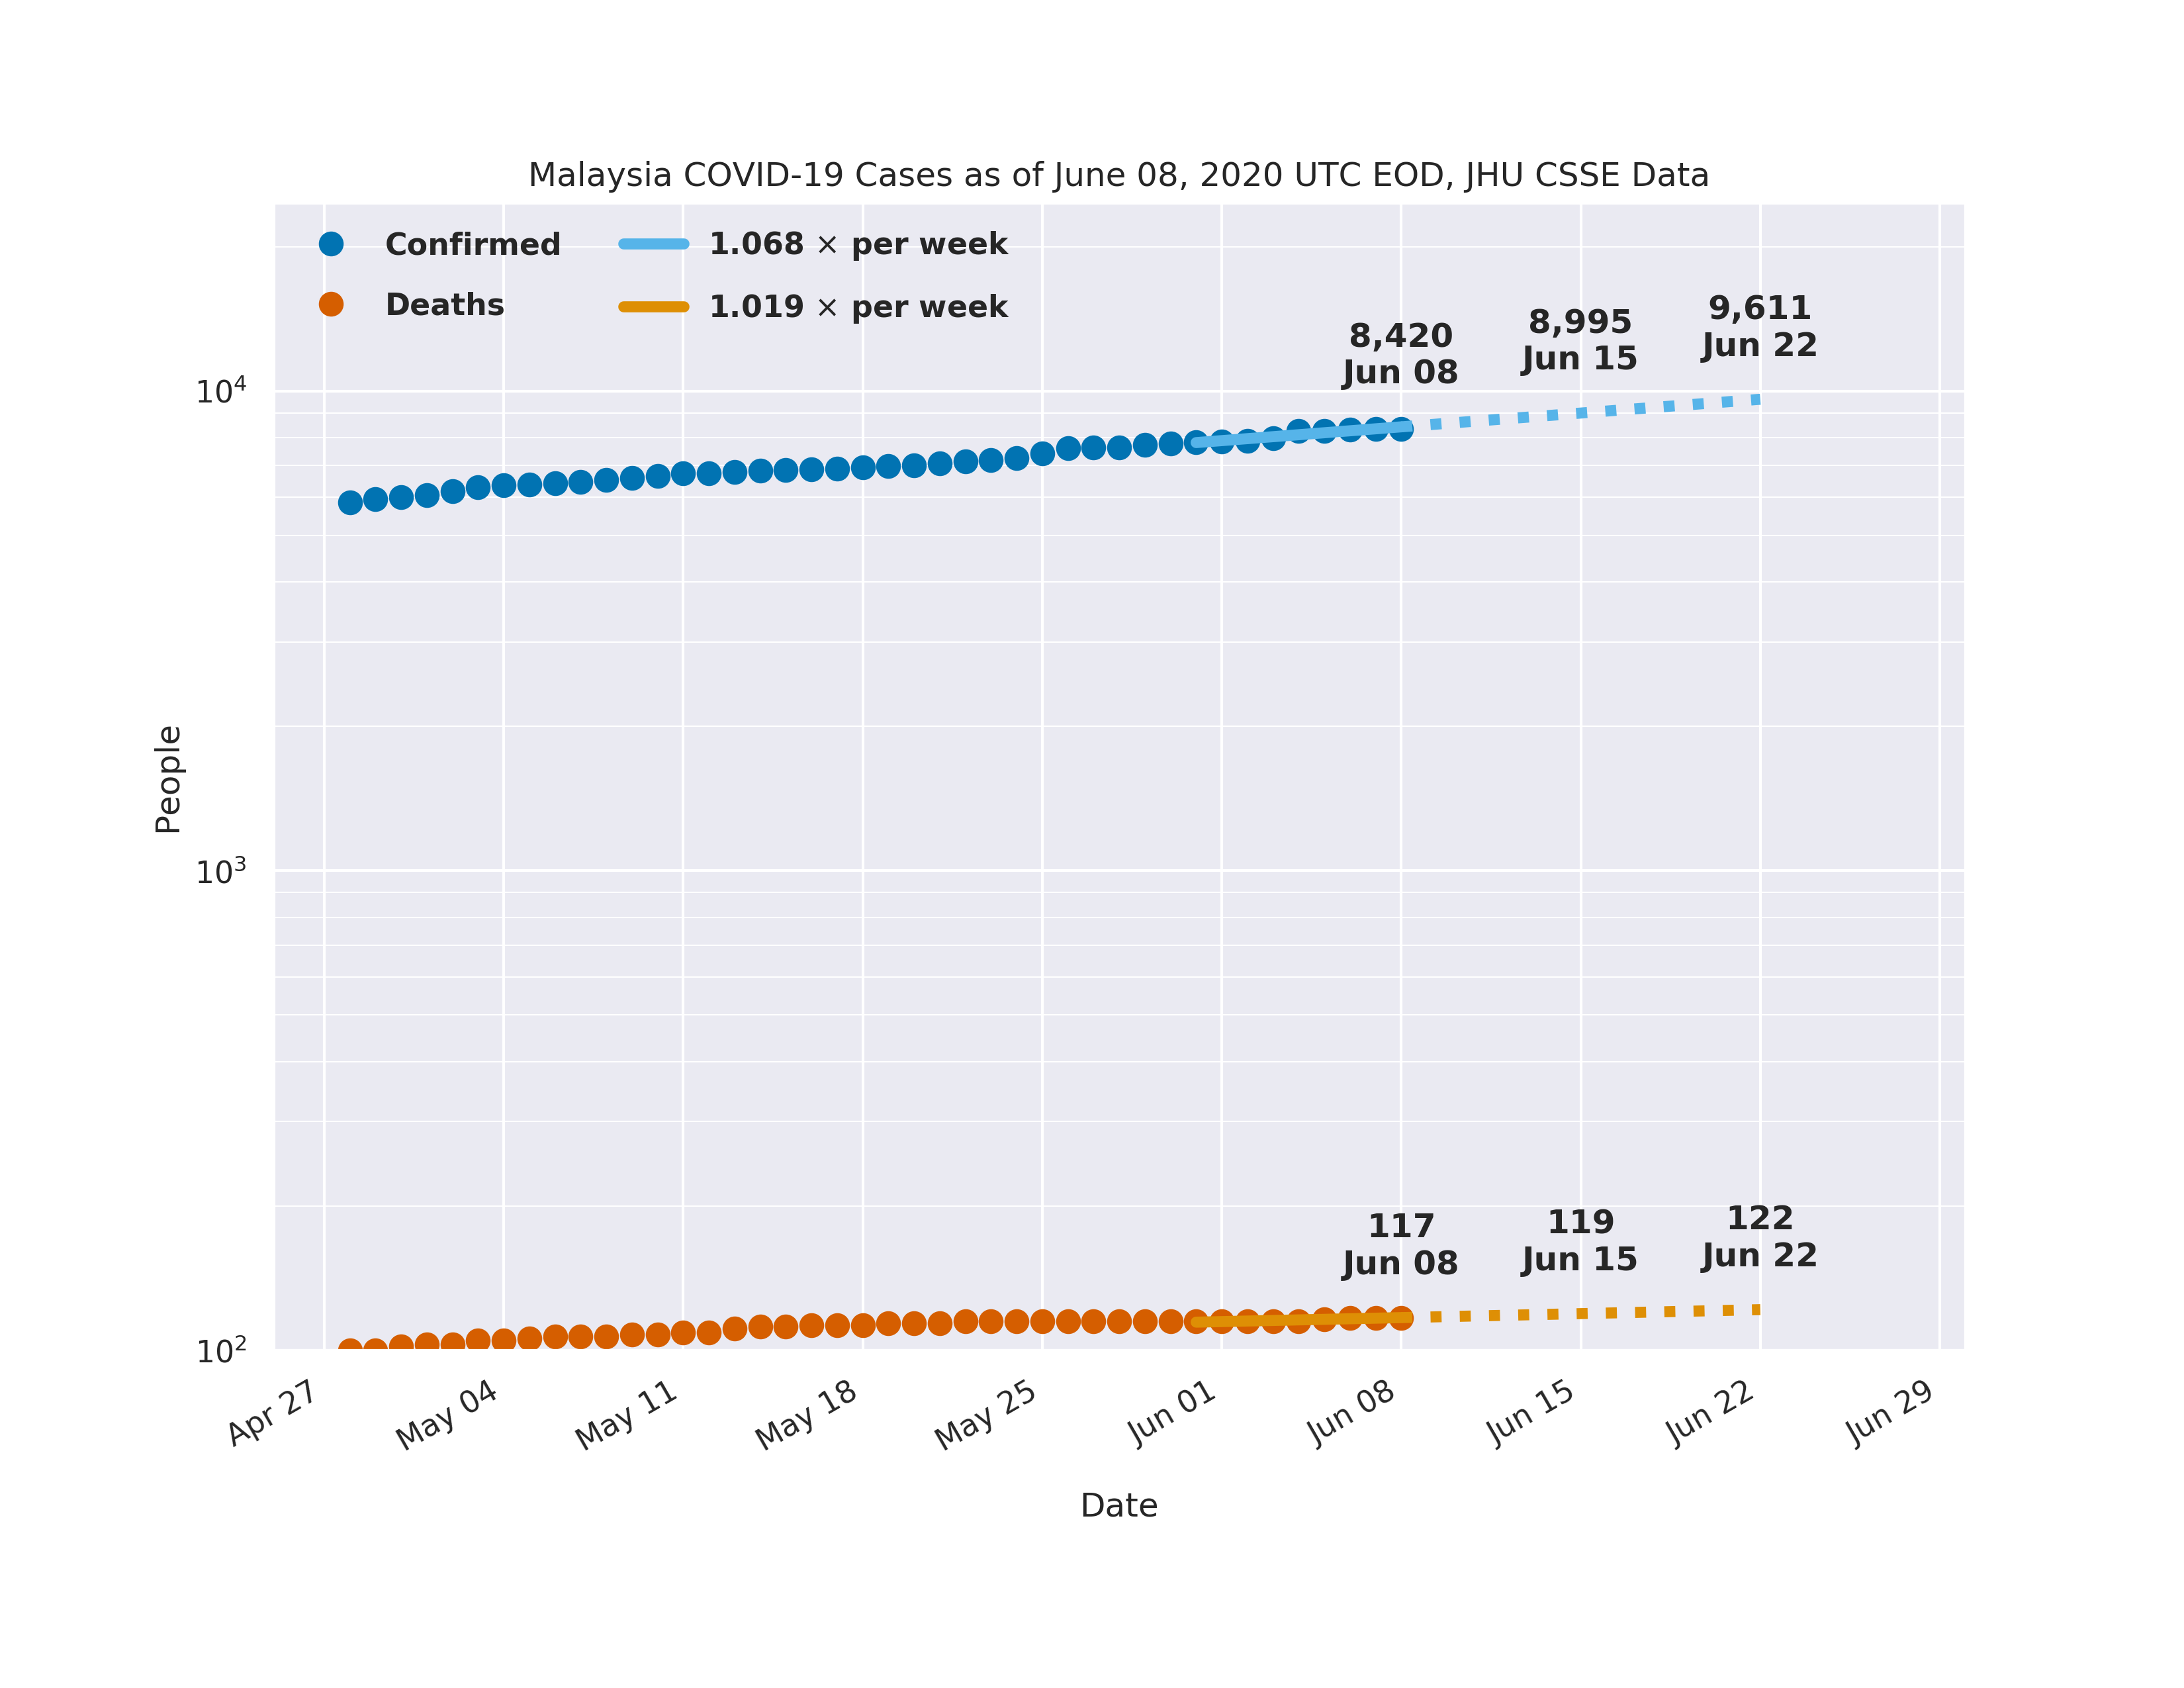 Malaysia COVID-19 Cases as of June 08, 2020 UTC EOD, JHU CSSE Data
Confirmed
Deaths
1.068 × per week
1.019 × per week
8,420
Jun 08
8,995
Jun 15
9,611
Jun 22
10⁴
10³
10²
People
117
Jun 08
119
Jun 15
122
Jun 22
Apr 27
May 04
May 11
May 18
May 25
Jun 01
Jun 08
Jun 15
Jun 22
Jun 29
Date